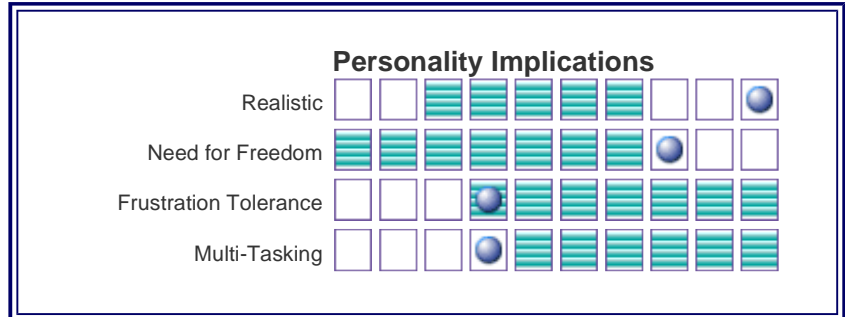 Personality Implications
Realistic
Need for Freedom
Frustration Tolerance
Multi-Tasking